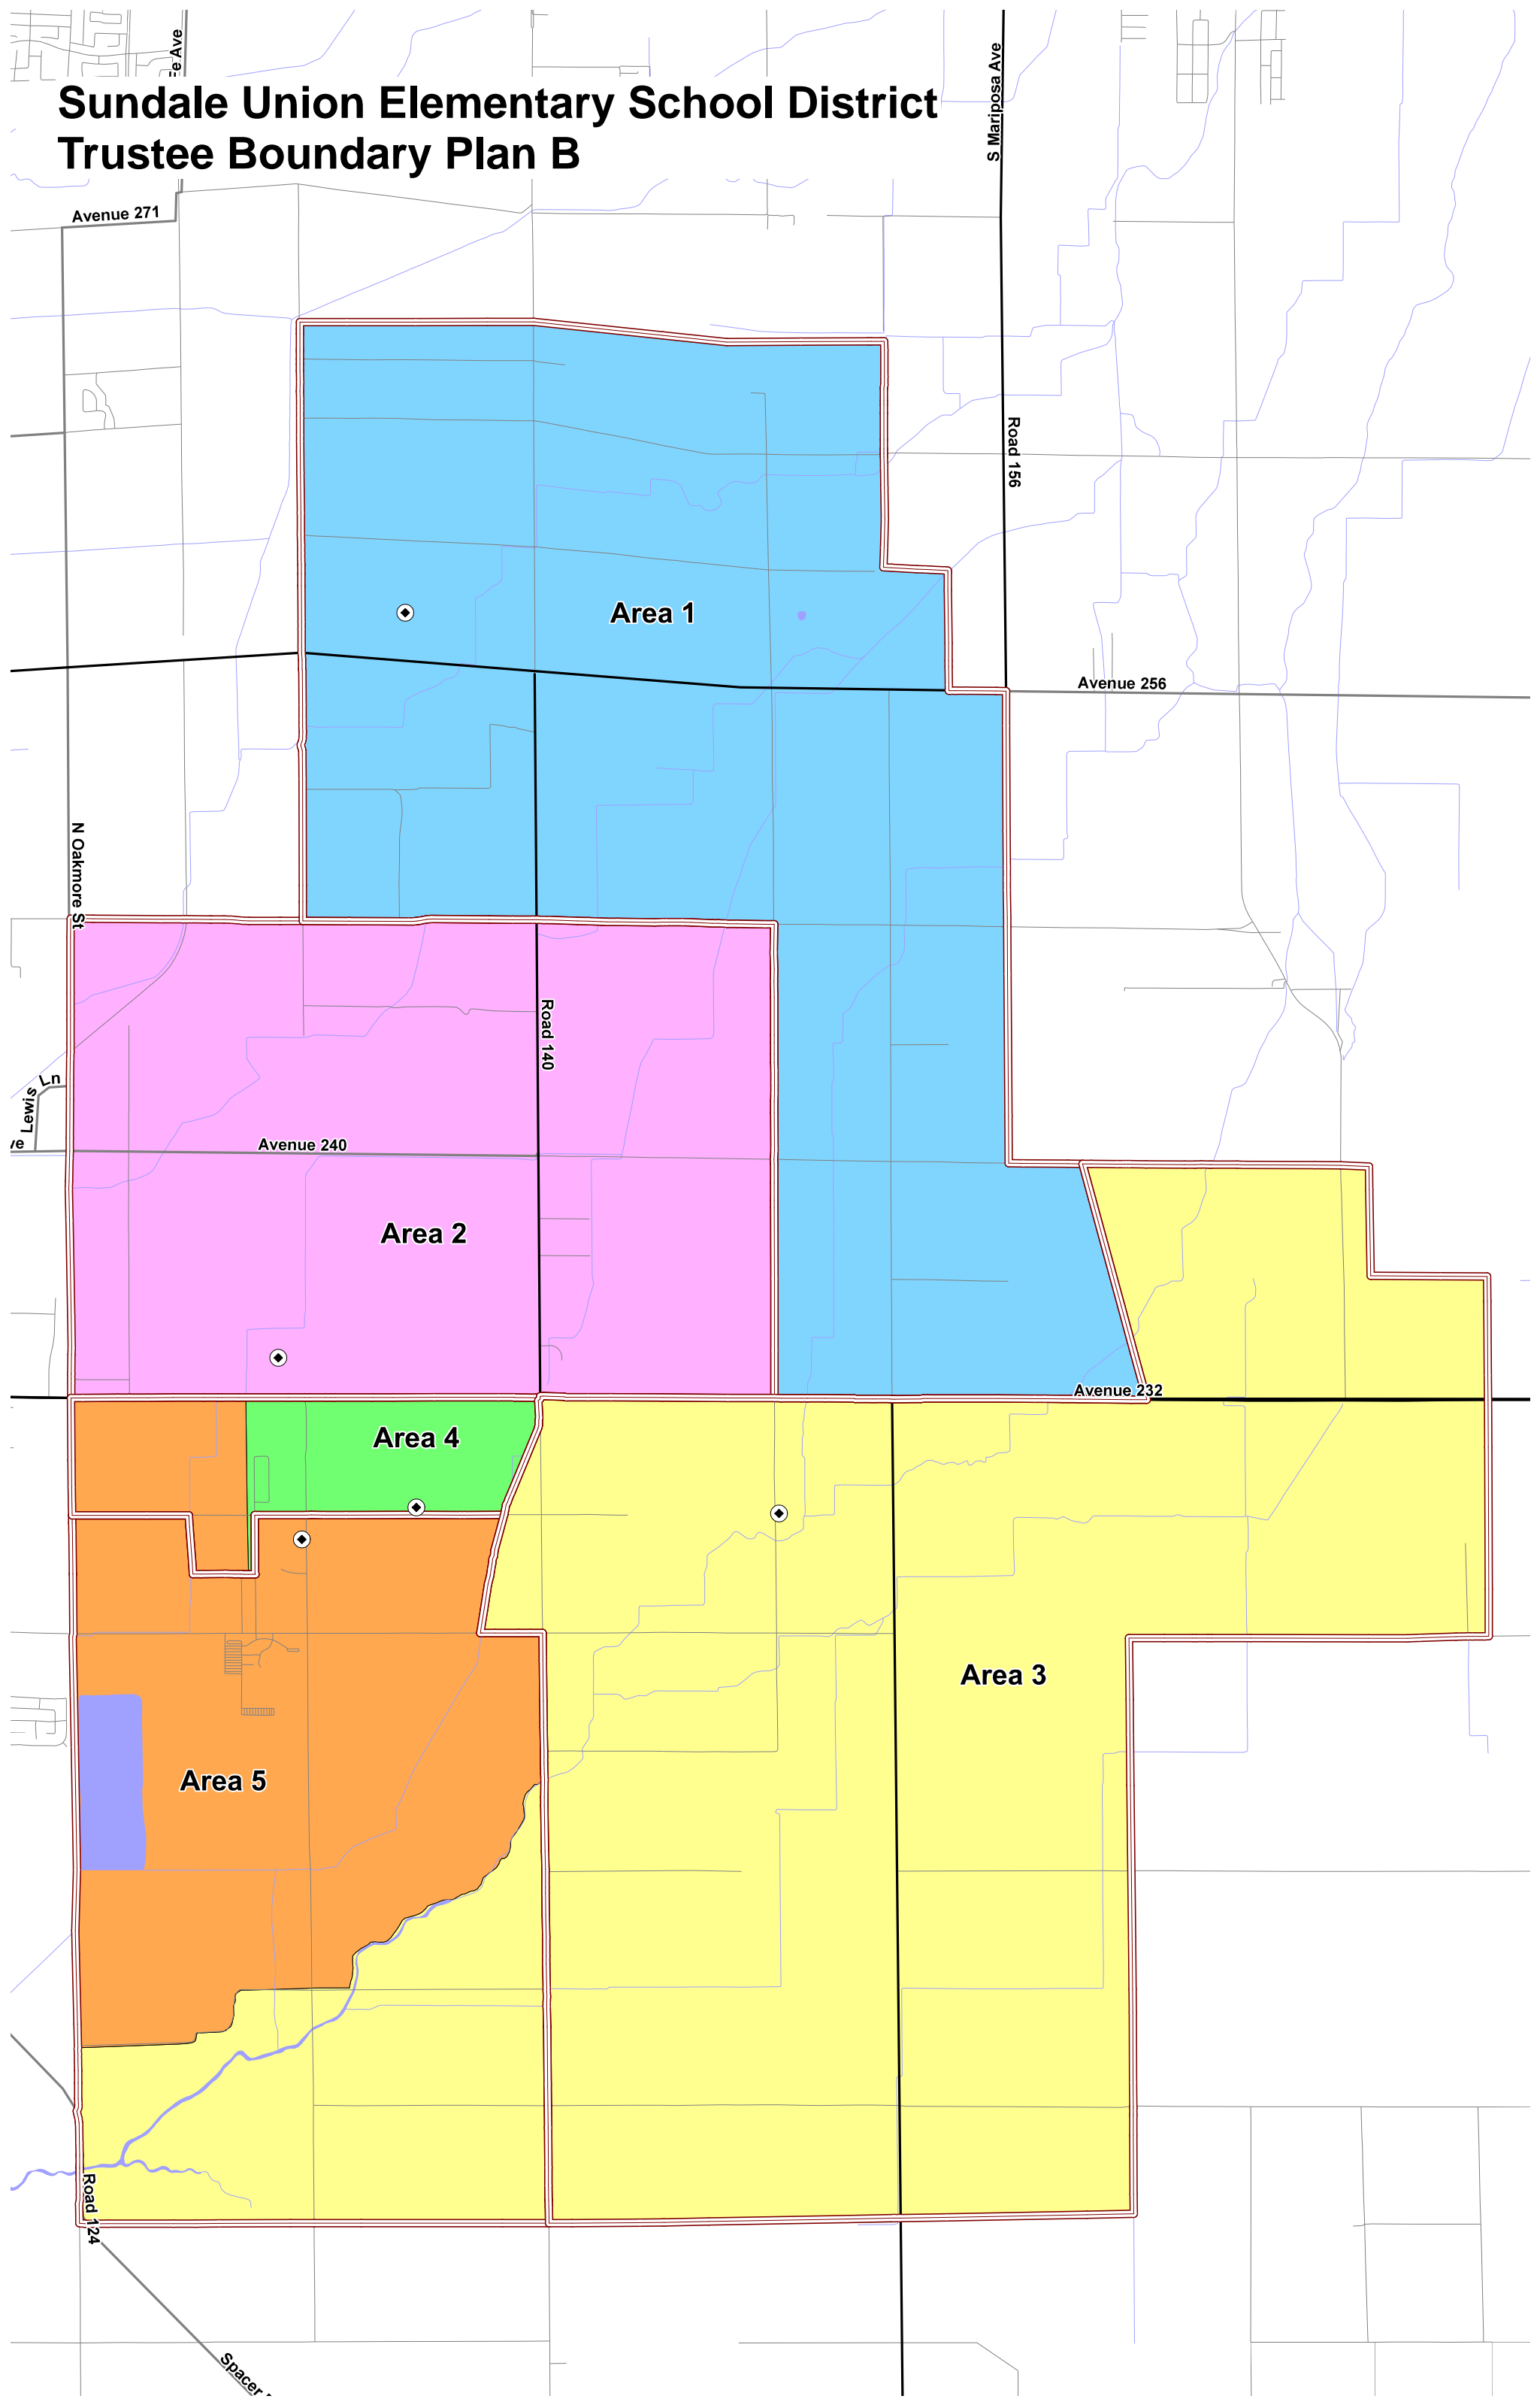 S Mariposa Ave
Sundale Union Elementary School District
Trustee Boundary Plan B
Avenue 271
Road 156
Area 1
Avenue 256
N Oakmore St
Road 140
Lewis Ln
Avenue 240
Area 2
Avenue 232
Area 4
Area 3
Area 5
Road 124
Spacer